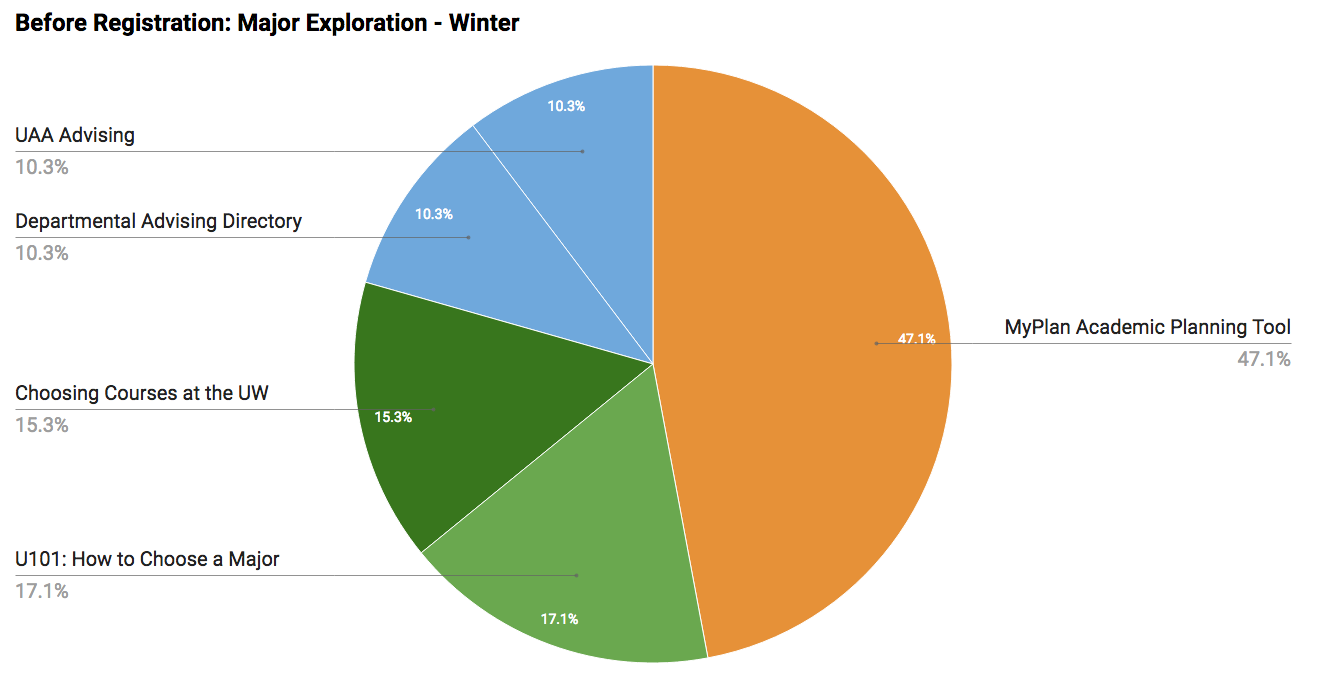 Before Registration: Major Exploration - Winter
UAA Advising
10.3%
10.3%
Departmental Advising Directory
10.3%
10.3%
MyPlan Academic Planning Tool
47.1%
47.1%
Choosing Courses at the UW
15.3%
15.3%
U101: How to Choose a Major
17.1%
17.1%